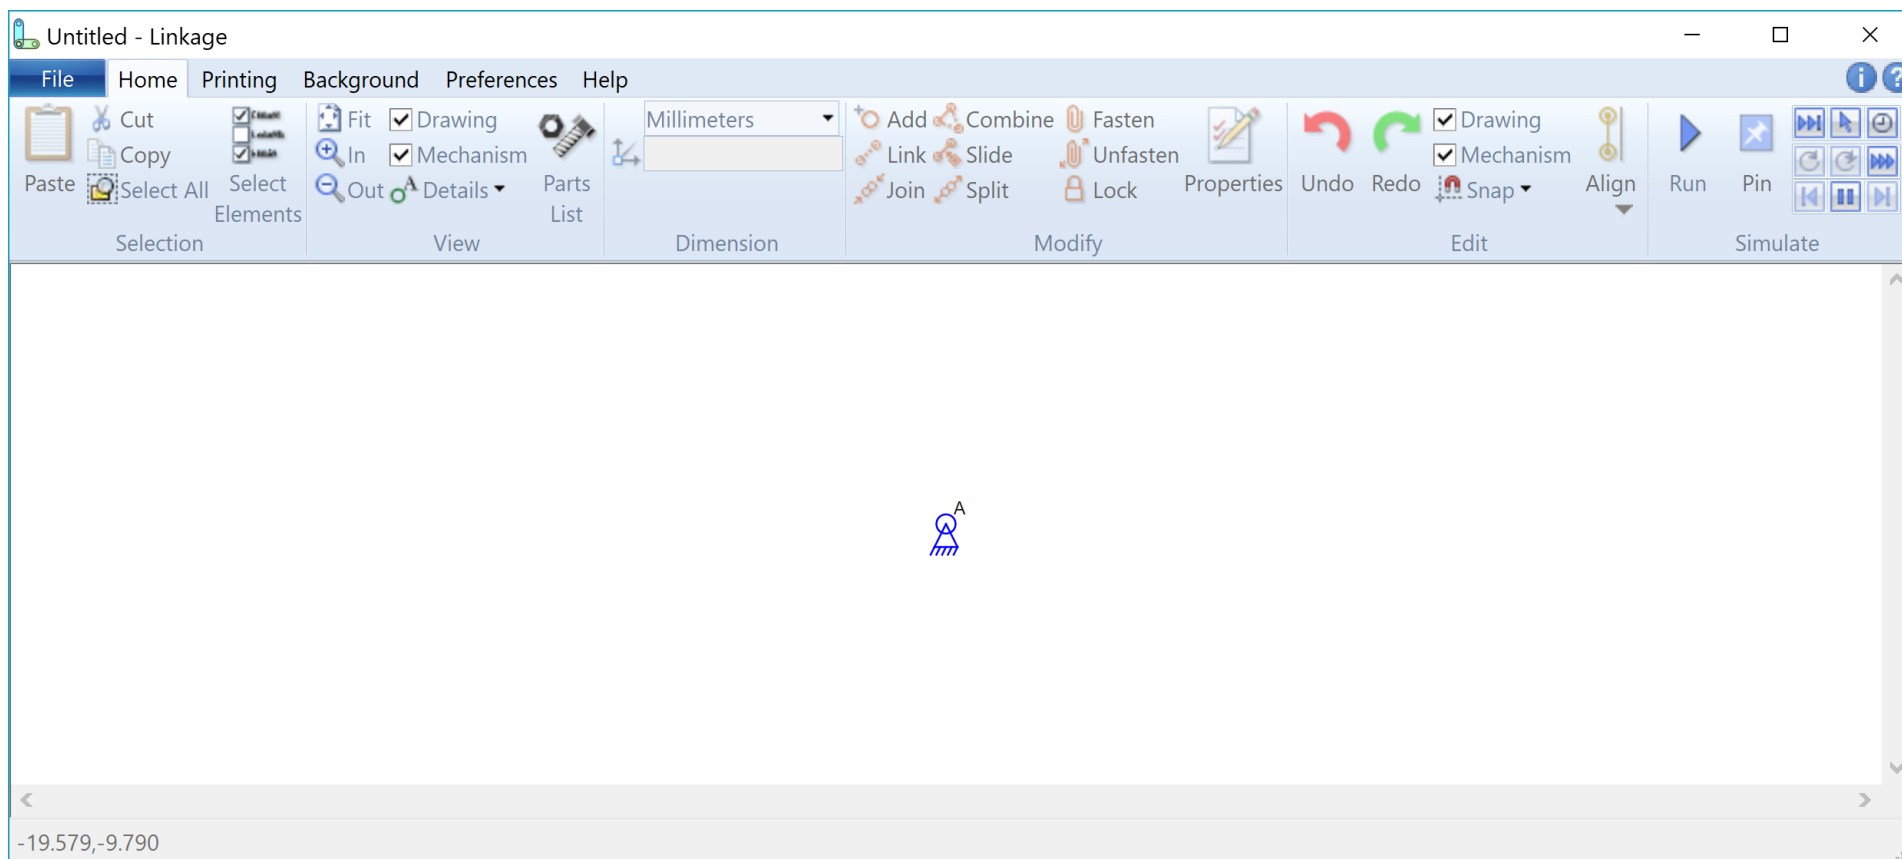 Untitled - Linkage
File Home Printing Background Preferences Help
Cut Fit Drawing Millimeters Add Combine Fasten Drawing
Copy In Mechanism Link Slide Unfasten Mechanism
Paste Select All Select Out Details Parts Join Split Lock Properties Undo Redo Snap Align Run Pin
Elements List
Selection View Dimension Modify Edit Simulate
A
-19.579,-9.790